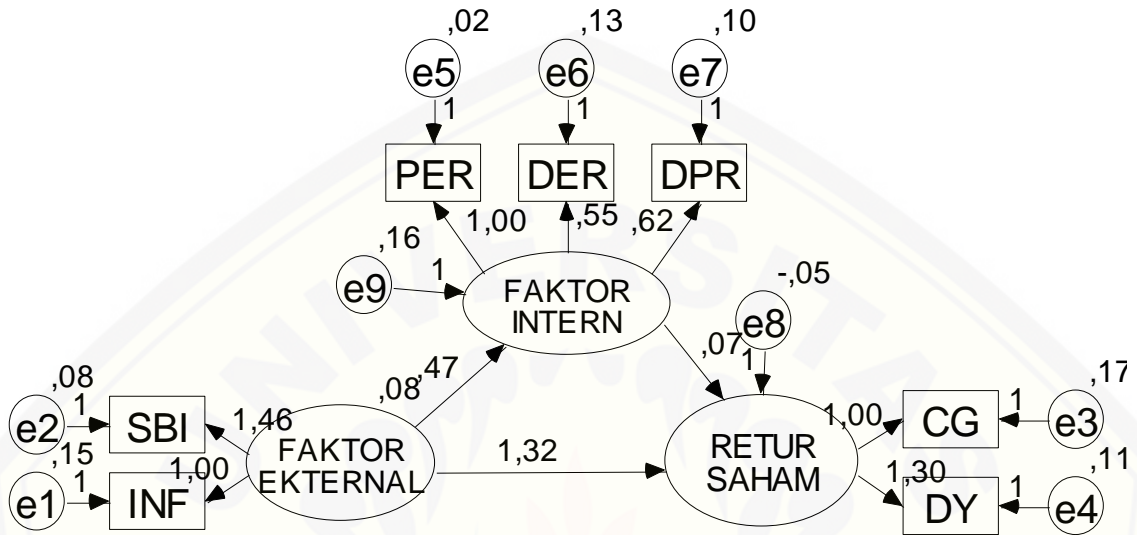 ,02
,13
,10
e5
e6
e7
1
1
1
PER
DER
DPR
1,00
,55
,62
,16
e9
1
FAKTOR
INTERN
-,05
e8
,07
1
,08
,47
,08
e2
1
SBI
1,46
,15
e1
1
INF
1,00
FAKTOR
EKTERNAL
1,32
RETUR
SAHAM
1,00
CG
1
,17
e3
1,30
DY
1
,11
e4
UNIVERSITAS